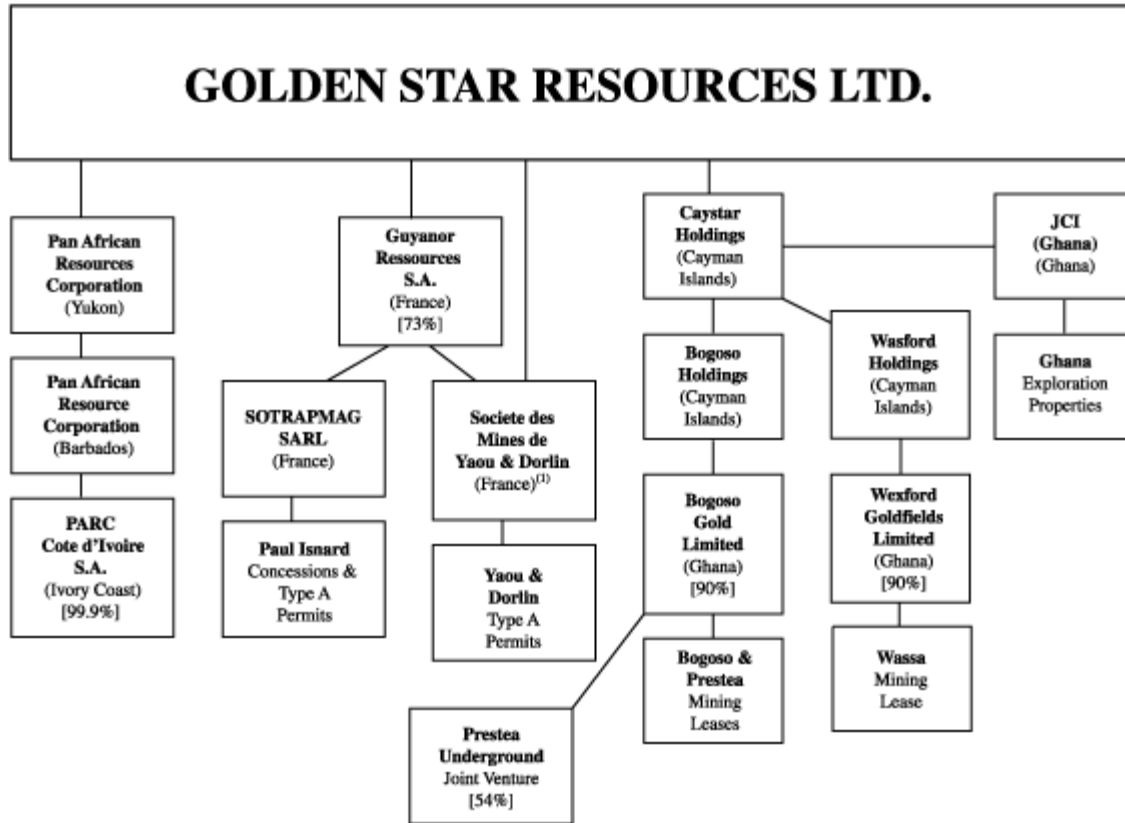 GOLDEN STAR RESOURCES LTD.
Pan African
Resources
Corporation
(Yukon)
Guyanor
Ressources
S.A.
(France)
[73%]
Caystar
Holdings
(Cayman
Islands)
JCI
(Ghana)
(Ghana)
Pan African
Resource
Corporation
(Barbados)
SOTRAPMAG
SARL
(France)
Societe des
Mines de
Yaou & Dorlin
(France)(1)
Bogoso
Holdings
(Cayman
Islands)
Wasford
Holdings
(Cayman
Islands)
Ghana
Exploration
Properties
PARC
Cote d'Ivoire
S.A.
(Ivory Coast)
[99.9%]
Paul Isnard
Concessions &
Type A
Permits
Yaou &
Dorlin
Type A
Permits
Bogoso
Gold
Limited
(Ghana)
[90%]
Wexford
Goldfields
Limited
(Ghana)
[90%]
Prestea
Underground
Joint Venture
[54%]
Bogoso &
Prestea
Mining
Leases
Wassa
Mining
Lease